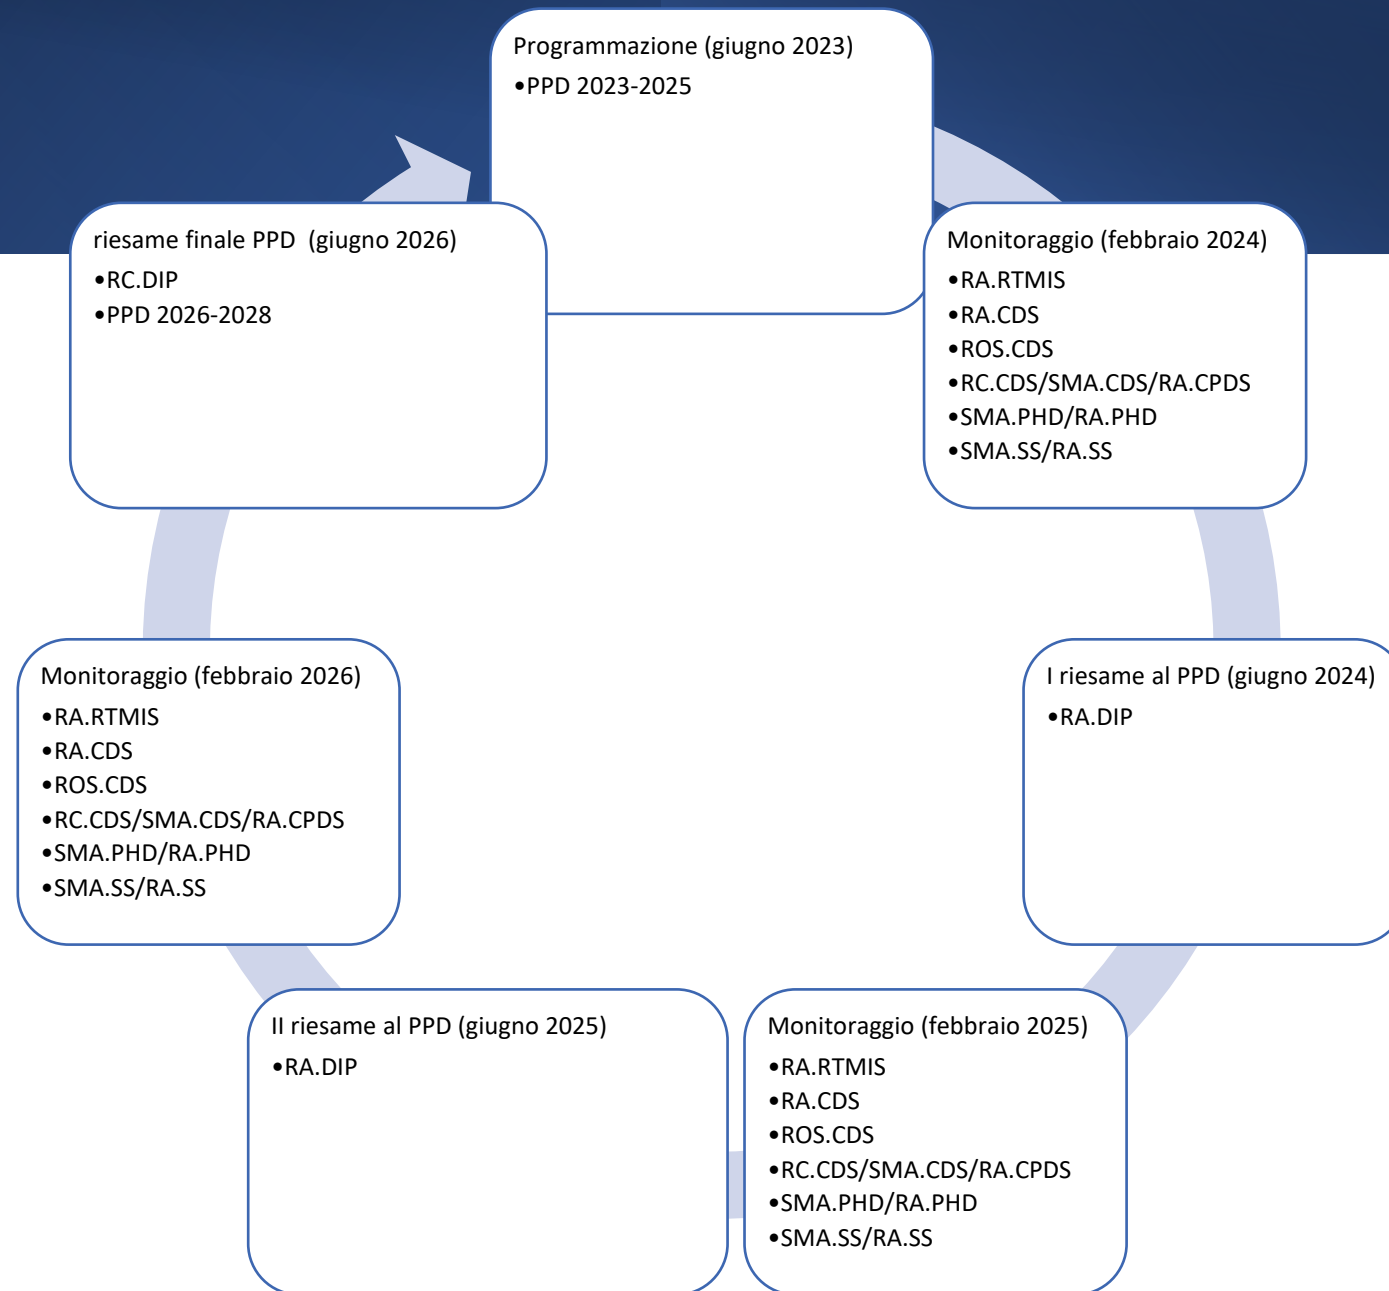 Programmazione (giugno 2023)
•PPD 2023-2025
Monitoraggio (febbraio 2024)
•RA.RTMIS
•RA.CDS
•ROS.CDS
•RC.CDS/SMA.CDS/RA.CPDS
•SMA.PHD/RA.PHD
•SMA.SS/RA.SS
I riesame al PPD (giugno 2024)
•RA.DIP
Monitoraggio (febbraio 2025)
•RA.RTMIS
•RA.CDS
•ROS.CDS
•RC.CDS/SMA.CDS/RA.CPDS
•SMA.PHD/RA.PHD
•SMA.SS/RA.SS
II riesame al PPD (giugno 2025)
•RA.DIP
Monitoraggio (febbraio 2026)
•RA.RTMIS
•RA.CDS
•ROS.CDS
•RC.CDS/SMA.CDS/RA.CPDS
•SMA.PHD/RA.PHD
•SMA.SS/RA.SS
riesame finale PPD (giugno 2026)
•RC.DIP
•PPD 2026-2028